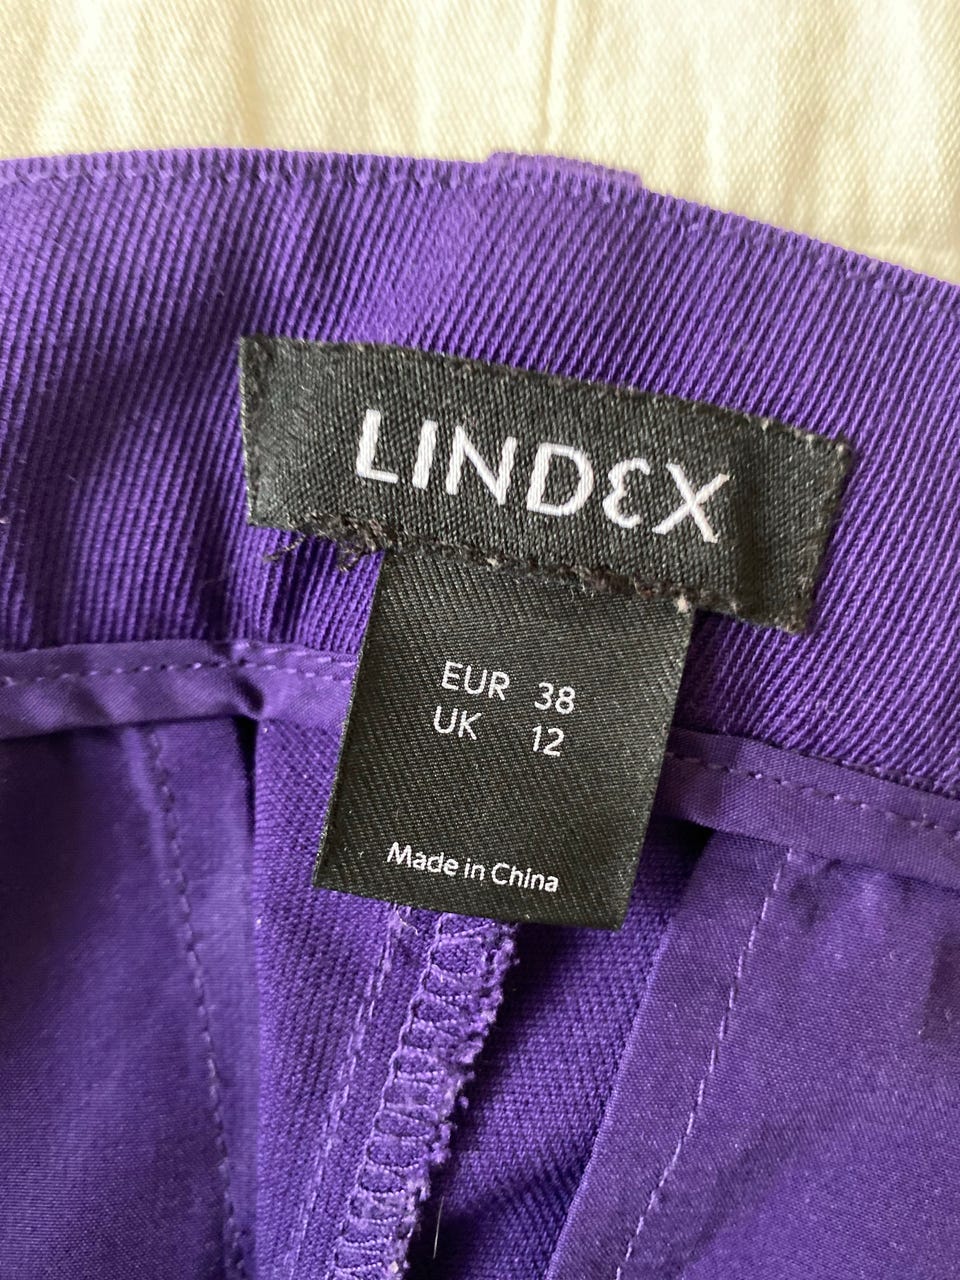 LINDEX
EUR 38
UK 12
Made in China